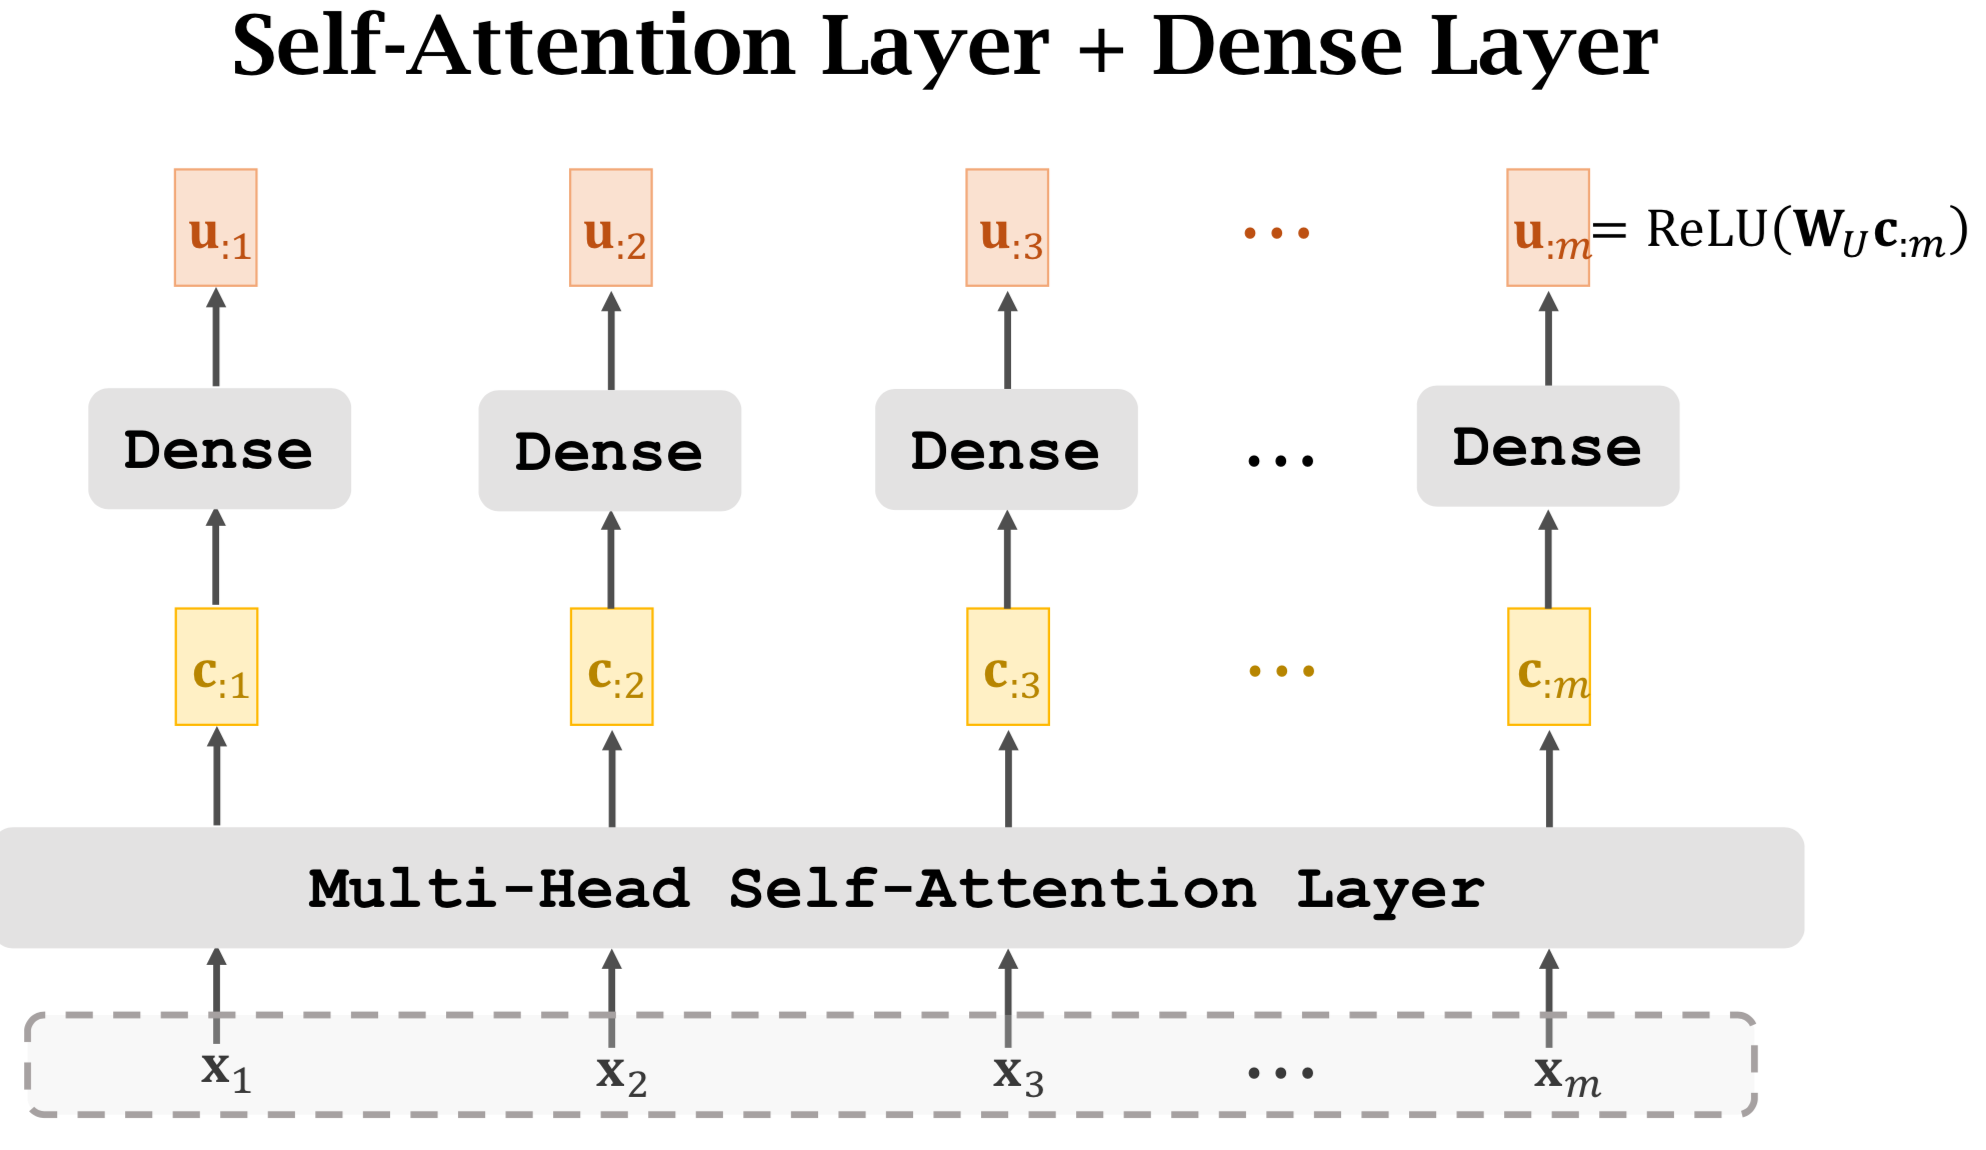 Self-Attention Layer + Dense Layer
u:1 u:2 u:3 ⋯ u:m = ReLU(W_U c:m)
Dense Dense Dense ⋯ Dense
c:1 c:2 c:3 ⋯ c:m
Multi-Head Self-Attention Layer
x1 x2 x3 ⋯ xm